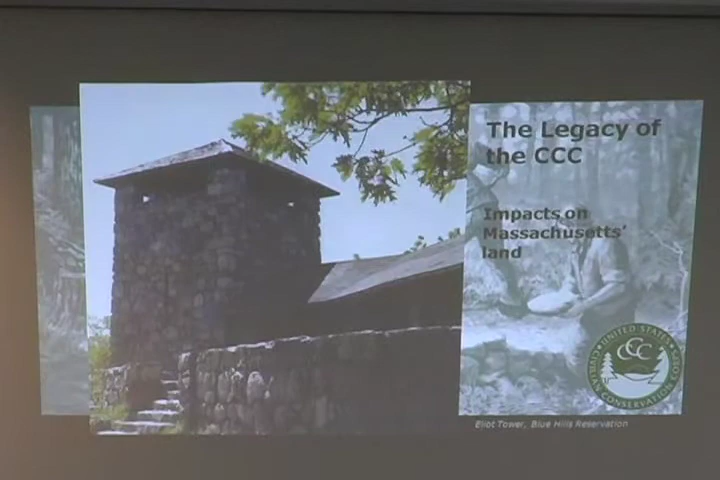 The Legacy of
the CCC
Impacts on
Massachusetts'
land
UNITED STATES
CCC
CIVILIAN CONSERVATION CORPS
Eliot Tower, Blue Hills Reservation